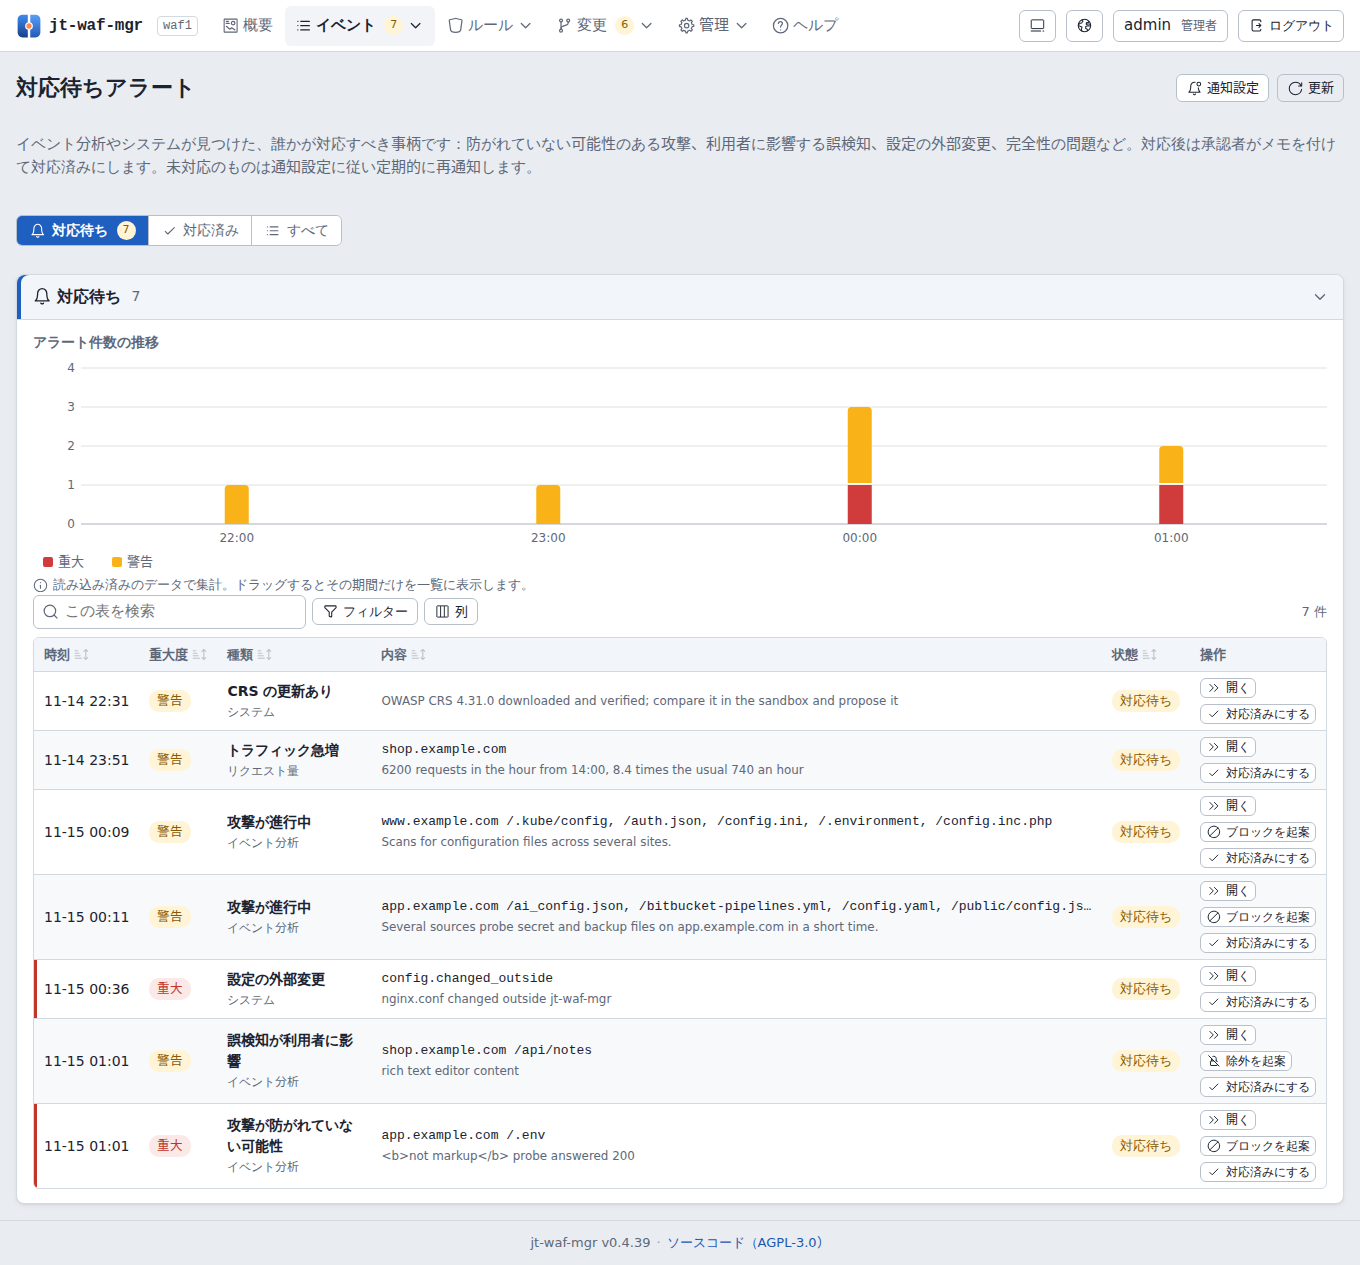 jt-waf-mgr waf1 概要 イベント 7 ルール 変更 6 管理 ヘルプ admin 管理者 ログアウト
対応待ちアラート 通知設定 更新
イベント分析やシステムが見つけた、誰かが対応すべき事柄です：防がれていない可能性のある攻撃、利用者に影響する誤検知、設定の外部変更、完全性の問題など。対応後は承認者がメモを付け
て対応済みにします。未対応のものは通知設定に従い定期的に再通知します。
対応待ち 7 対応済み すべて
対応待ち 7
アラート件数の推移
4
3
2
1
0
22:00 23:00 00:00 01:00
重大 警告
読み込み済みのデータで集計。ドラッグするとその期間だけを一覧に表示します。
この表を検索 フィルター 列 7 件
時刻 重大度 種類 内容 状態 操作
11-14 22:31 警告 CRS の更新あり システム OWASP CRS 4.31.0 downloaded and verified; compare it in the sandbox and propose it 対応待ち 開く 対応済みにする
11-14 23:51 警告 トラフィック急増 リクエスト量 shop.example.com 6200 requests in the hour from 14:00, 8.4 times the usual 740 an hour 対応待ち 開く 対応済みにする
11-15 00:09 警告 攻撃が進行中 イベント分析 www.example.com /.kube/config, /auth.json, /config.ini, /.environment, /config.inc.php Scans for configuration files across several sites. 対応待ち 開く ブロックを起案 対応済みにする
11-15 00:11 警告 攻撃が進行中 イベント分析 app.example.com /ai_config.json, /bitbucket-pipelines.yml, /config.yaml, /public/config.js… Several sources probe secret and backup files on app.example.com in a short time. 対応待ち 開く ブロックを起案 対応済みにする
11-15 00:36 重大 設定の外部変更 システム config.changed_outside nginx.conf changed outside jt-waf-mgr 対応待ち 開く 対応済みにする
11-15 01:01 警告 誤検知が利用者に影響 イベント分析 shop.example.com /api/notes rich text editor content 対応待ち 開く 除外を起案 対応済みにする
11-15 01:01 重大 攻撃が防がれていない可能性 イベント分析 app.example.com /.env <b>not markup</b> probe answered 200 対応待ち 開く ブロックを起案 対応済みにする
jt-waf-mgr v0.4.39 · ソースコード（AGPL-3.0）